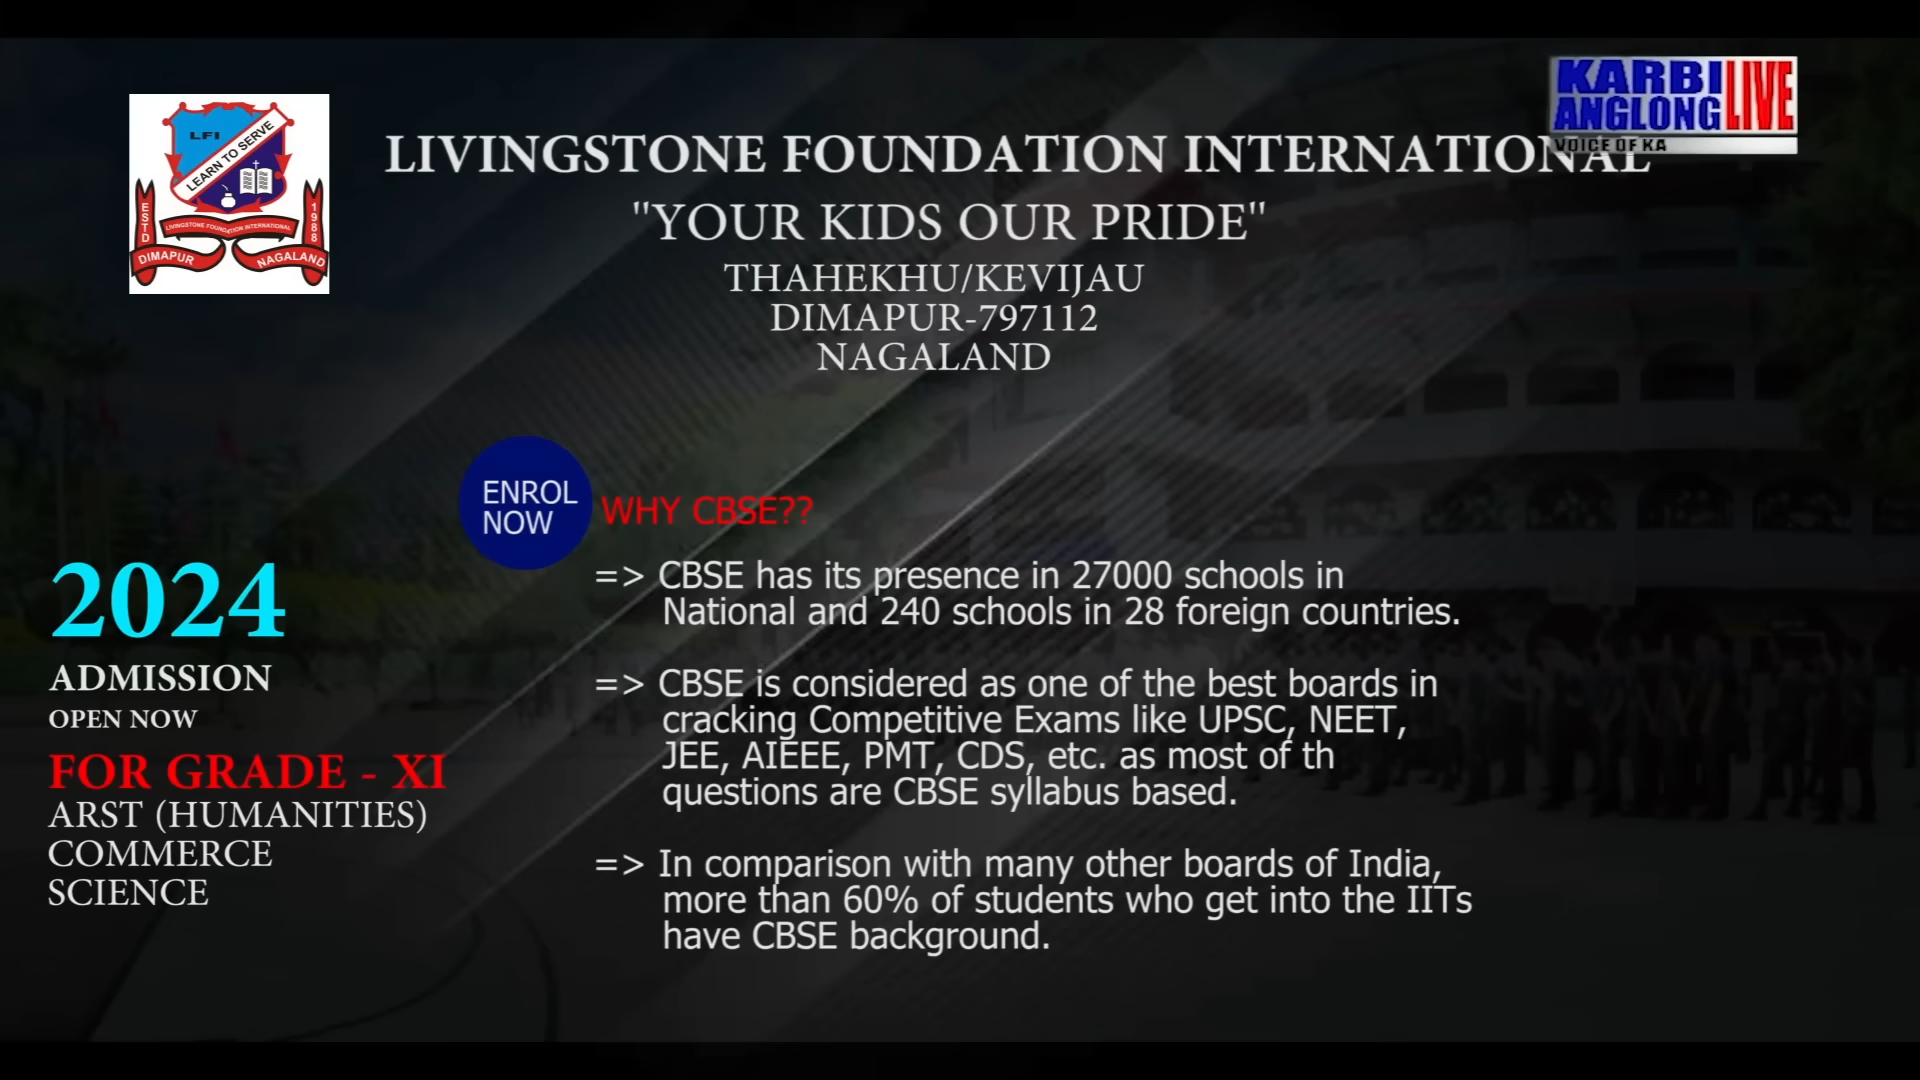 KARBI
ANGLONG LIVE
VOICE OF KA
LFI
LEARN TO SERVE
ESTD
1988
LIVINGSTONE FOUNDATION INTERNATIONAL
DIMAPUR
NAGALAND
LIVINGSTONE FOUNDATION INTERNATIONAL
"YOUR KIDS OUR PRIDE"
THAHEKHU/KEVIJAU
DIMAPUR-797112
NAGALAND
ENROL
NOW
WHY CBSE??
=> CBSE has its presence in 27000 schools in
National and 240 schools in 28 foreign countries.
=> CBSE is considered as one of the best boards in
cracking Competitive Exams like UPSC, NEET,
JEE, AIEEE, PMT, CDS, etc. as most of th
questions are CBSE syllabus based.
=> In comparison with many other boards of India,
more than 60% of students who get into the IITs
have CBSE background.
2024
ADMISSION
OPEN NOW
FOR GRADE - XI
ARST (HUMANITIES)
COMMERCE
SCIENCE